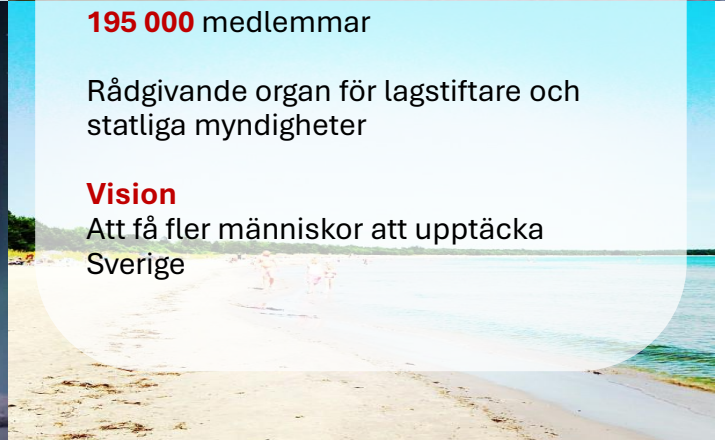 195 000 medlemmar
Rådgivande organ för lagstiftare och
statliga myndigheter
Vision
Att få fler människor att upptäcka
Sverige